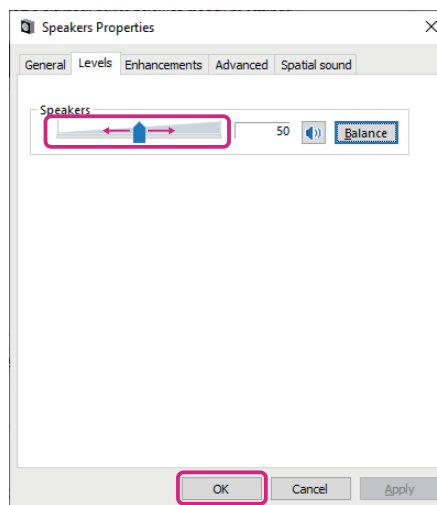 Speakers Properties
General Levels Enhancements Advanced Spatial sound
Speakers
50 Balance
OK Cancel Apply